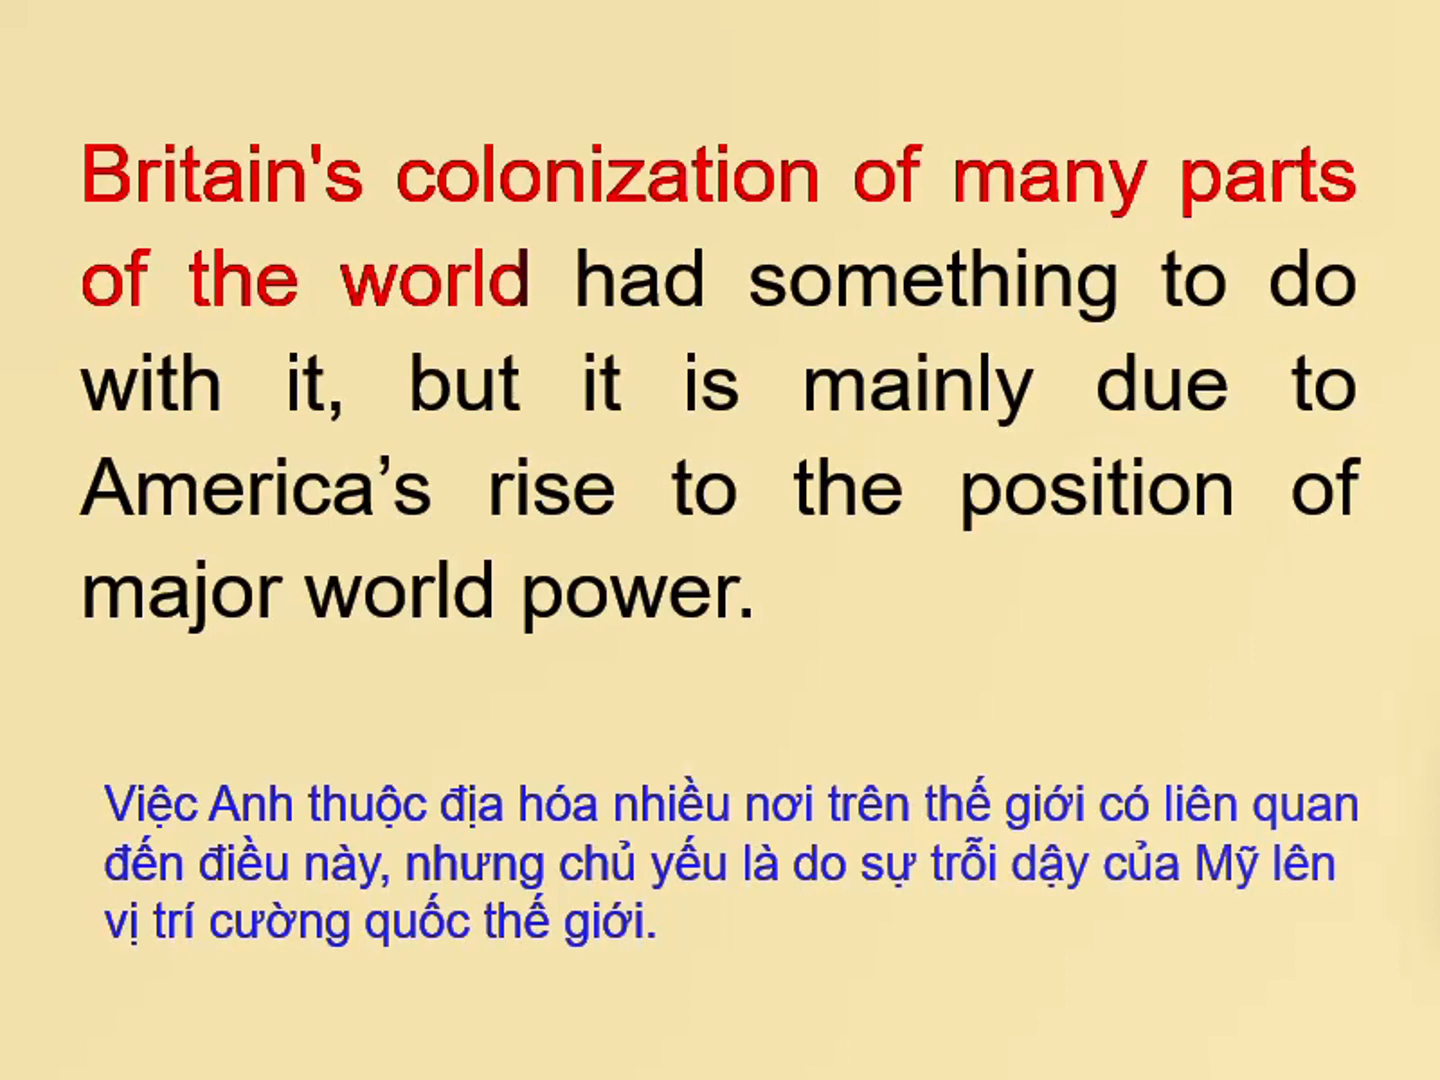 Britain's colonization of many parts
of the world had something to do
with it, but it is mainly due to
America’s rise to the position of
major world power.
Việc Anh thuộc địa hóa nhiều nơi trên thế giới có liên quan
đến điều này, nhưng chủ yếu là do sự trỗi dậy của Mỹ lên
vị trí cường quốc thế giới.